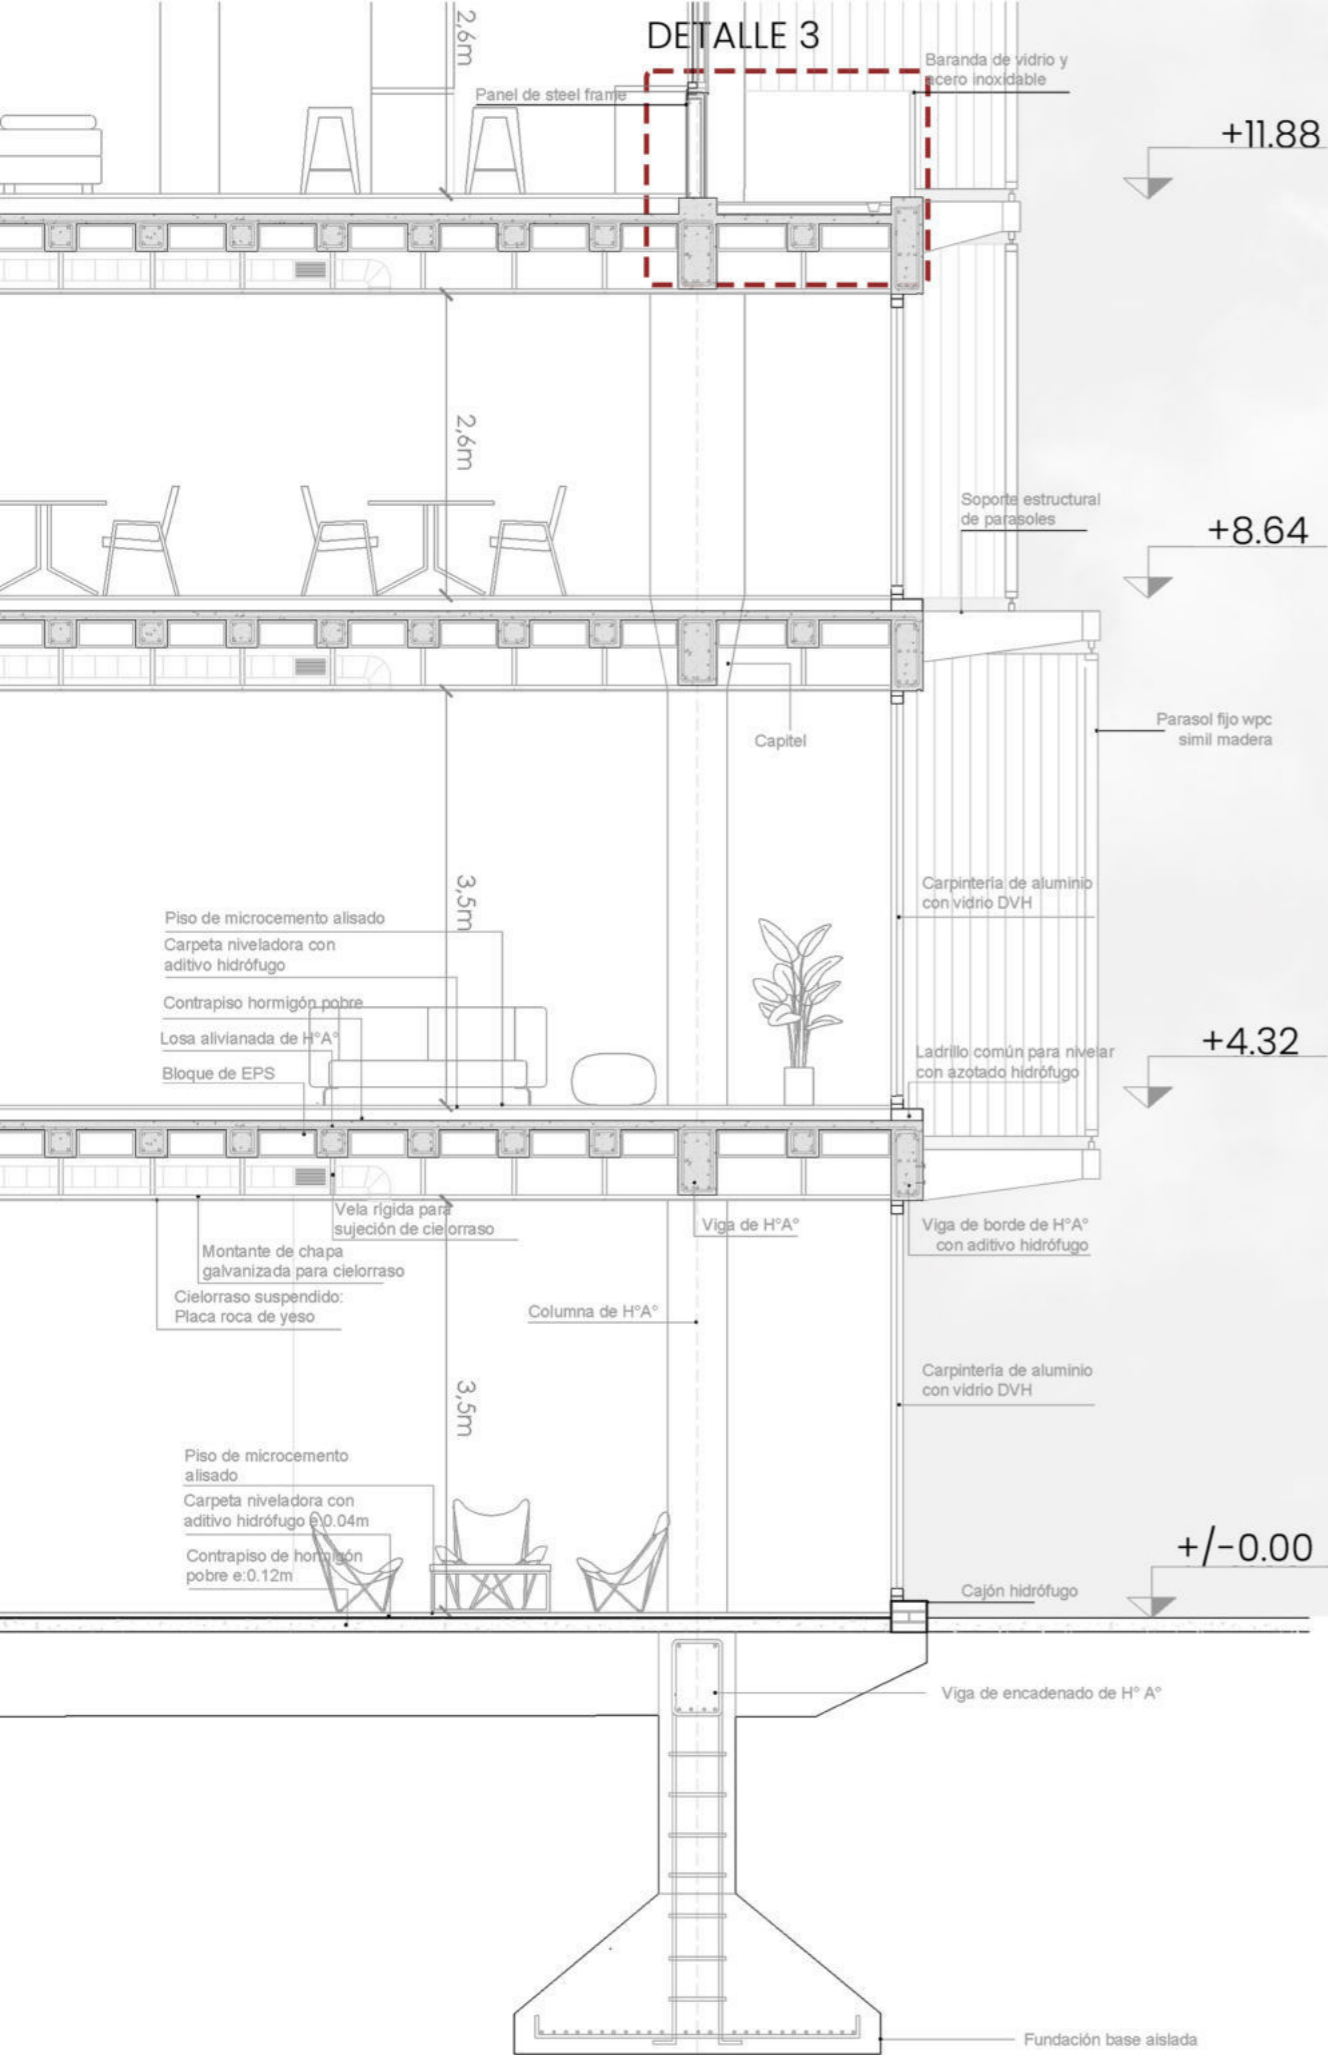 2,6m
DETALLE 3
Baranda de vidrio y
acero inoxidable
Panel de steel frame
+11.88
2,6m
Soporte estructural
de parasoles
+8.64
Parasol fijo wpc
simil madera
Capitel
3,5m
Carpintería de aluminio
con vidrio DVH
Piso de microcemento alisado
Carpeta niveladora con
aditivo hidrófugo
Contrapiso hormigón pobre
Losa alivianada de H°A°
Bloque de EPS
+4.32
Ladrillo común para nivelar
con azotado hidrófugo
Vela rígida para
sujeción de cielorraso
Viga de H°A°
Viga de borde de H°A°
con aditivo hidrófugo
Montante de chapa
galvanizada para cielorraso
Cielorraso suspendido:
Placa roca de yeso
Columna de H°A°
Carpintería de aluminio
con vidrio DVH
3,5m
Piso de microcemento
alisado
Carpeta niveladora con
aditivo hidrófugo e:0.04m
Contrapiso de hormigón
pobre e:0.12m
+/-0.00
Cajón hidrófugo
Viga de encadenado de H° A°
Fundación base aislada